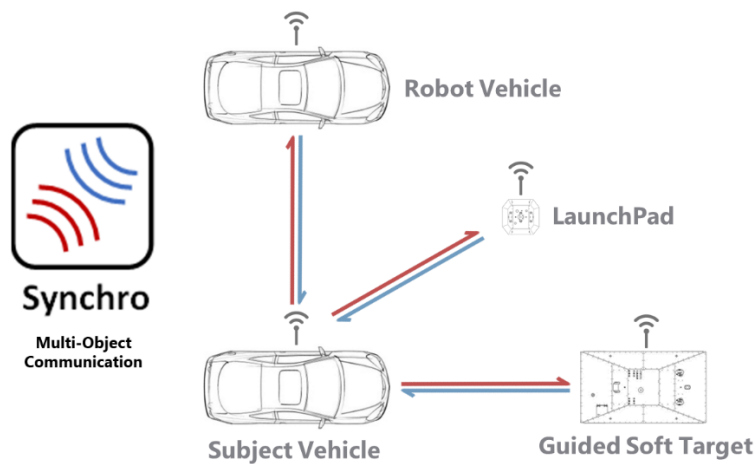 Robot Vehicle
LaunchPad
Synchro
Multi-Object
Communication
Subject Vehicle
Guided Soft Target